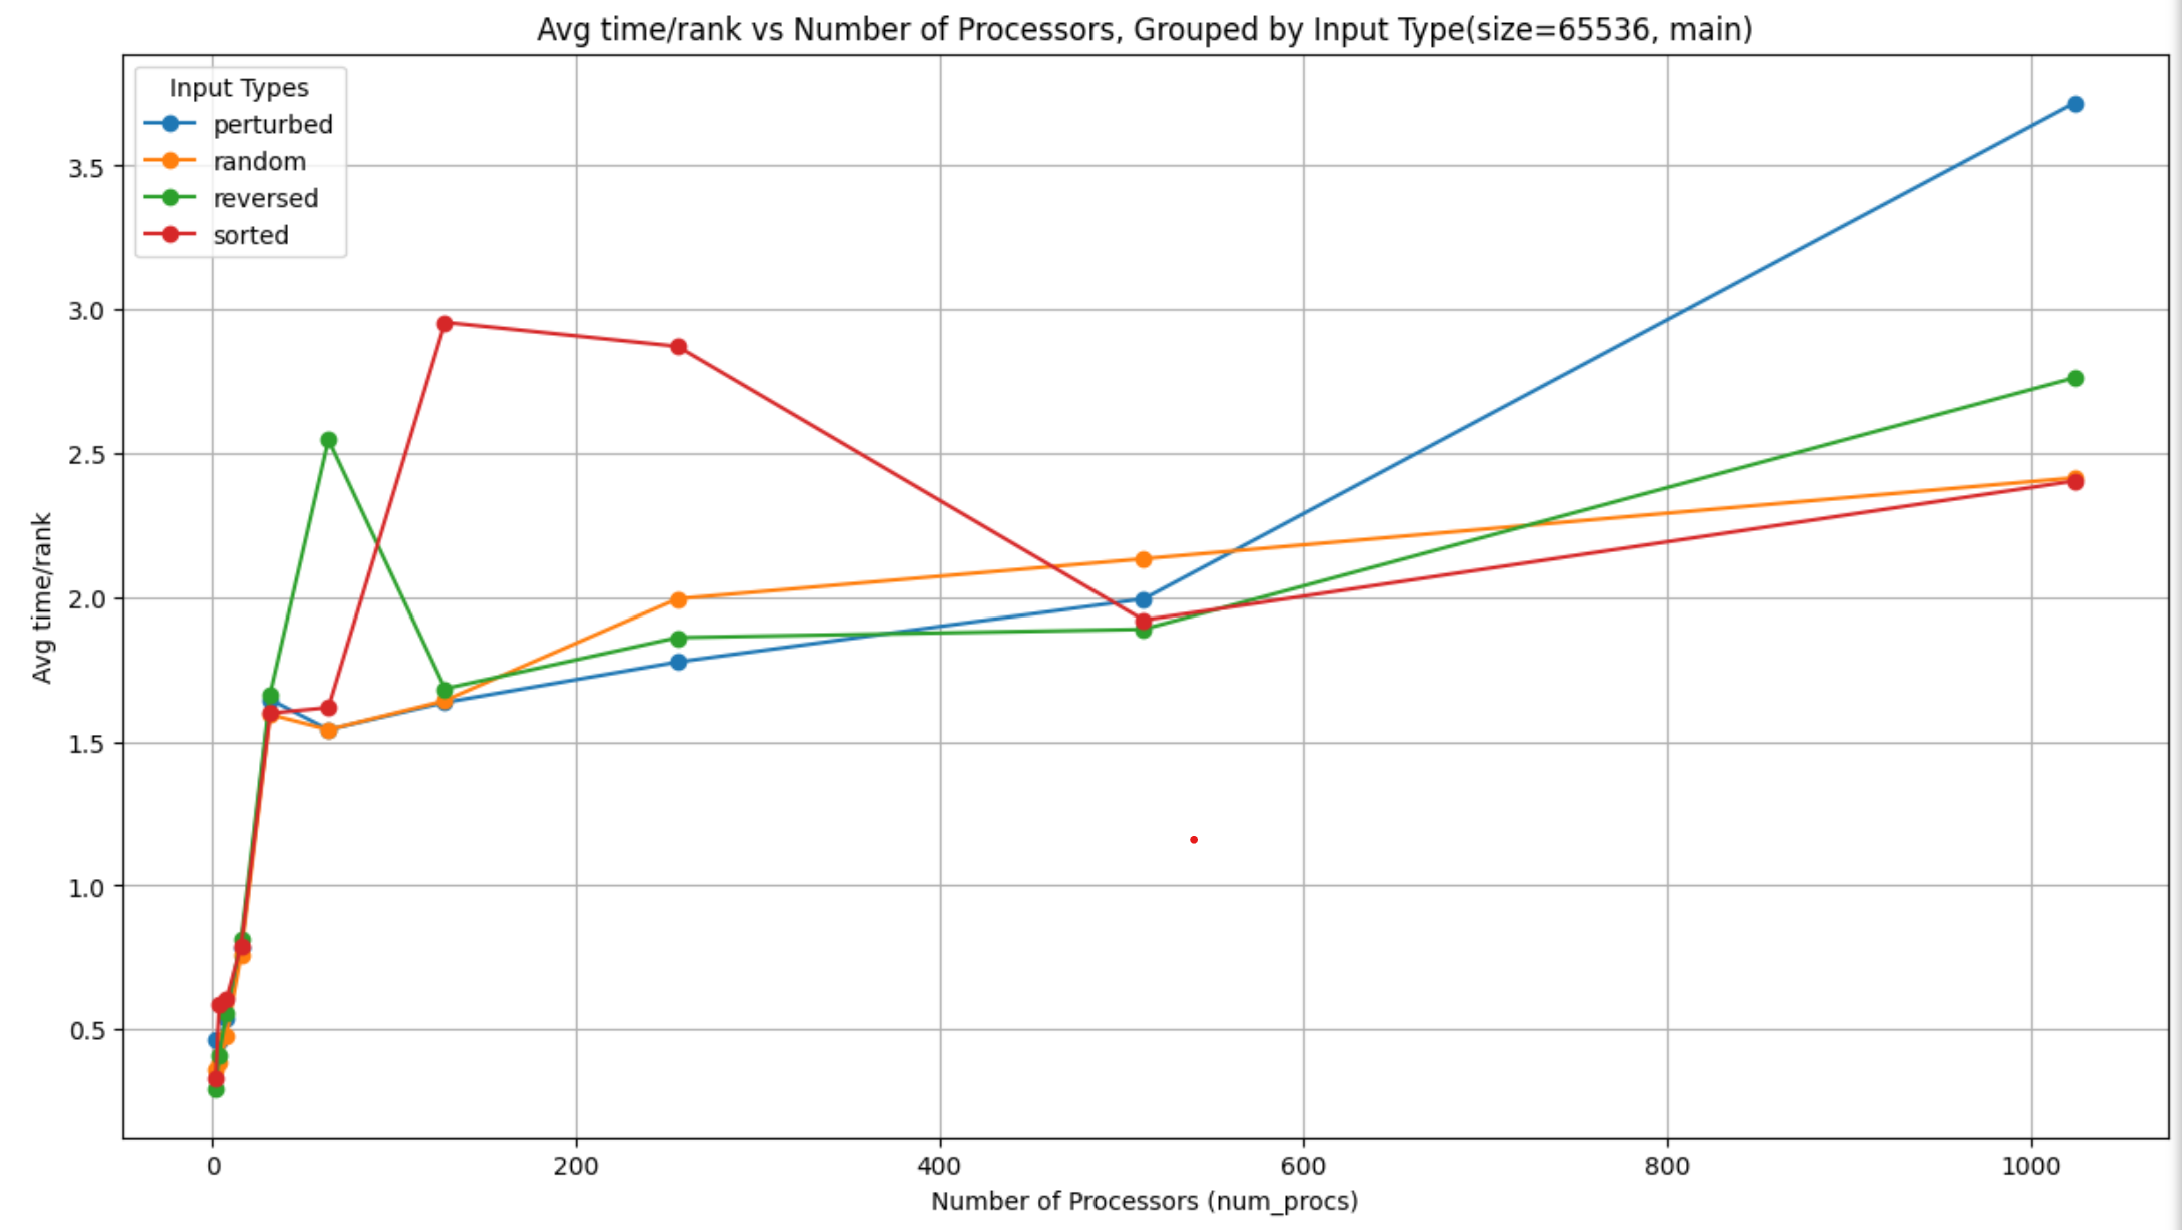 Avg time/rank vs Number of Processors, Grouped by Input Type(size=65536, main)
Input Types
perturbed
random
reversed
sorted
3.5
3.0
2.5
2.0
1.5
1.0
0.5
Avg time/rank
0 200 400 600 800 1000
Number of Processors (num_procs)